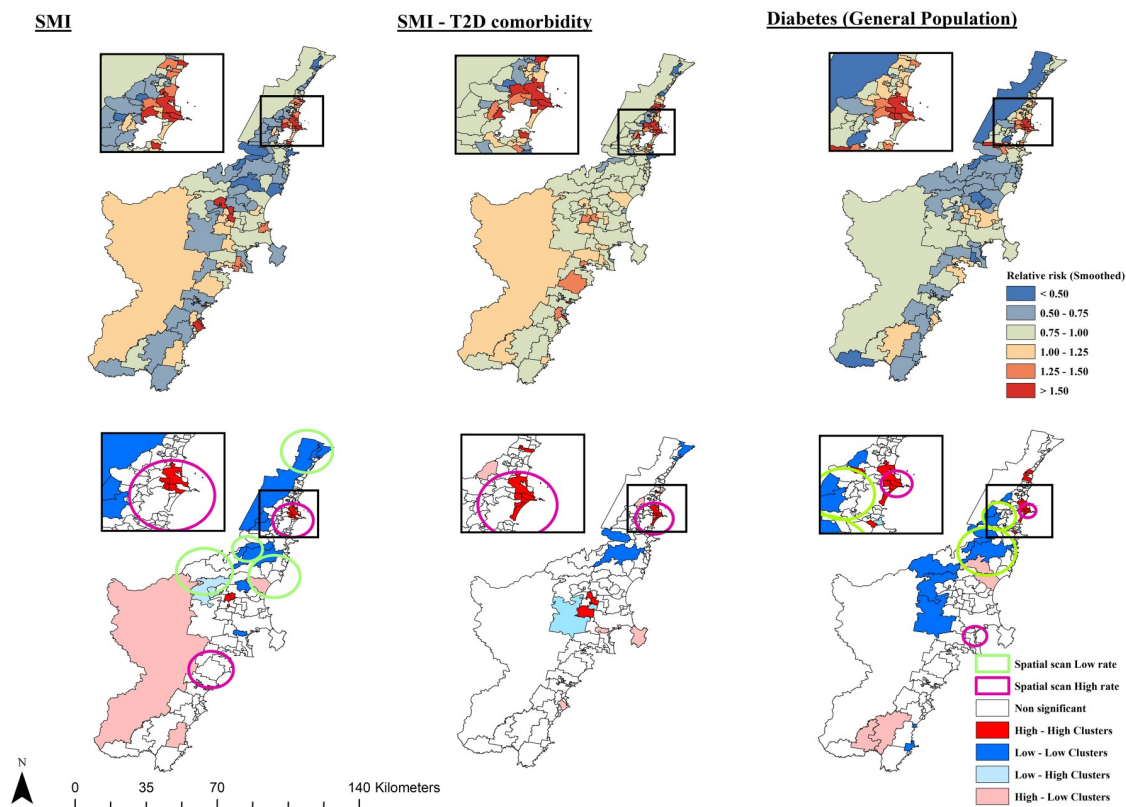 SMI
SMI - T2D comorbidity
Diabetes (General Population)
Relative risk (Smoothed)
< 0.50
0.50 - 0.75
0.75 - 1.00
1.00 - 1.25
1.25 - 1.50
> 1.50
Spatial scan Low rate
Spatial scan High rate
Non significant
High - High Clusters
Low - Low Clusters
Low - High Clusters
High - Low Clusters
N
0 35 70 140 Kilometers